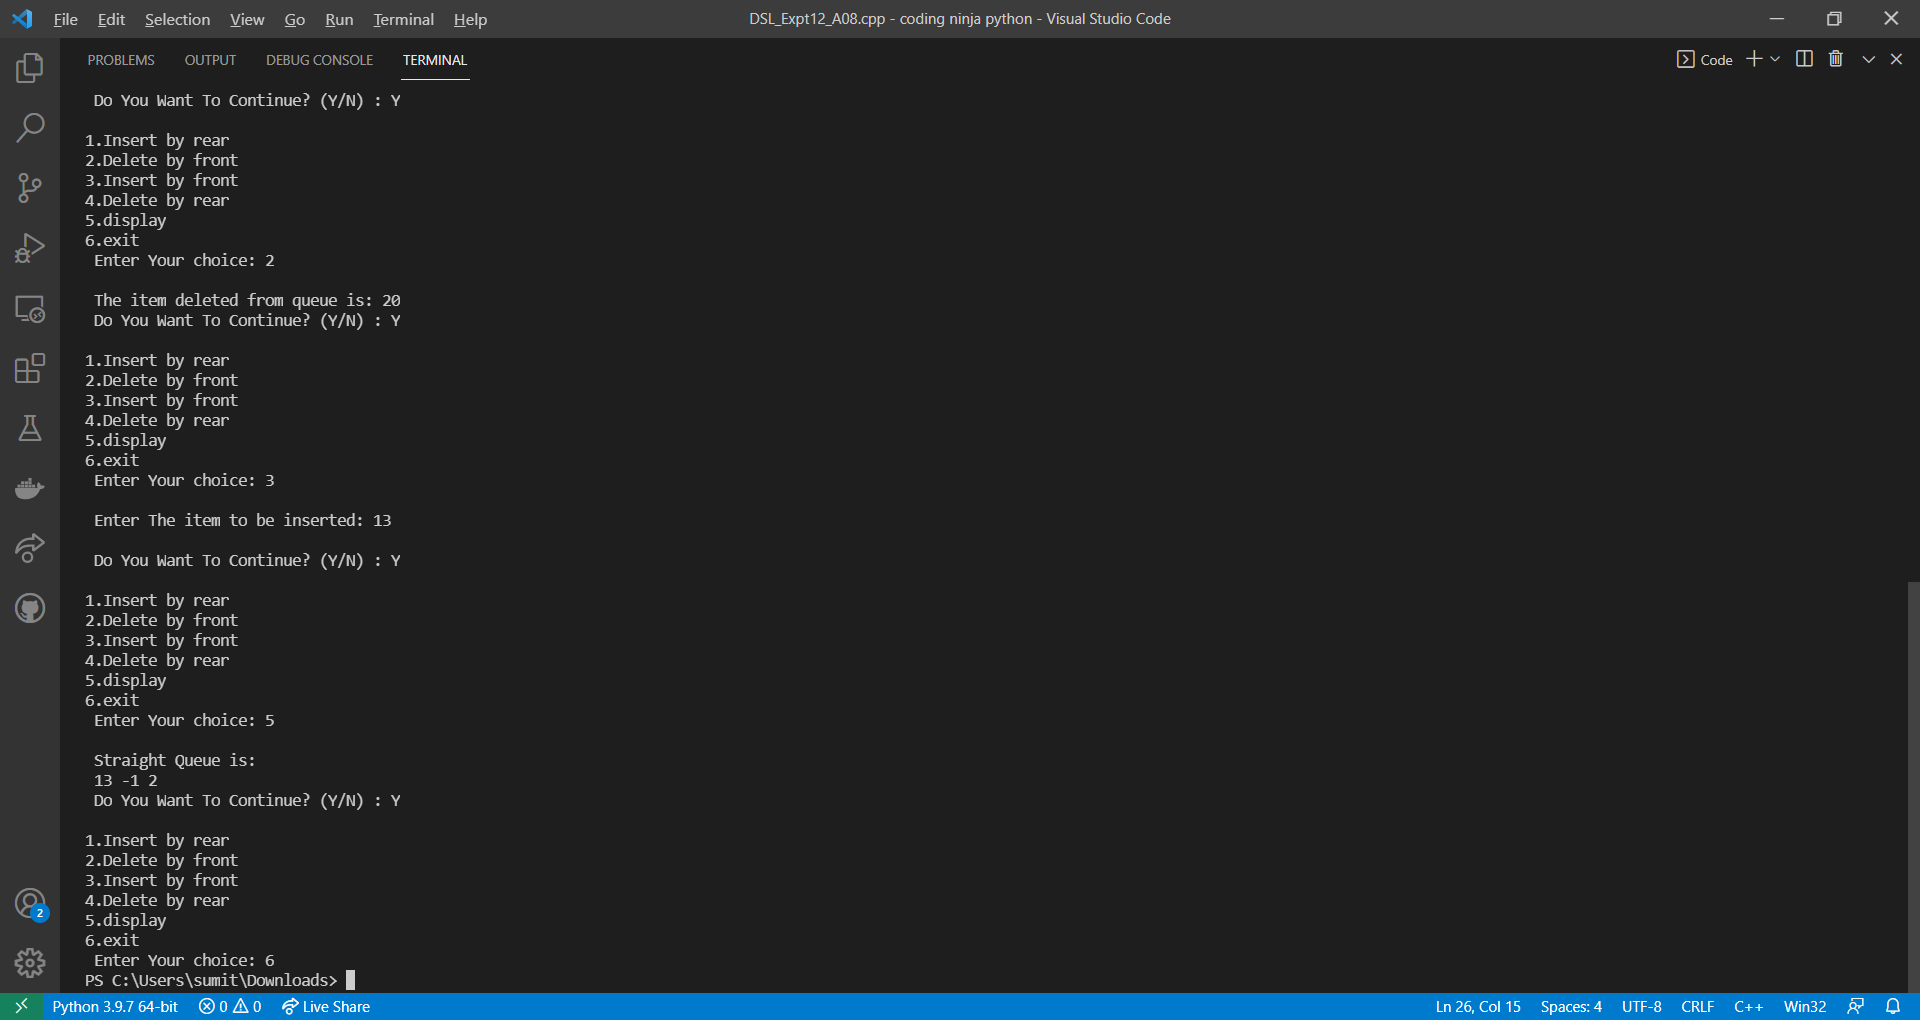 File Edit Selection View Go Run Terminal Help DSL_Expt12_A08.cpp - coding ninja python - Visual Studio Code
PROBLEMS OUTPUT DEBUG CONSOLE TERMINAL Code
Do You Want To Continue? (Y/N) : Y
1.Insert by rear
2.Delete by front
3.Insert by front
4.Delete by rear
5.display
6.exit
Enter Your choice: 2
The item deleted from queue is: 20
Do You Want To Continue? (Y/N) : Y
1.Insert by rear
2.Delete by front
3.Insert by front
4.Delete by rear
5.display
6.exit
Enter Your choice: 3
Enter The item to be inserted: 13
Do You Want To Continue? (Y/N) : Y
1.Insert by rear
2.Delete by front
3.Insert by front
4.Delete by rear
5.display
6.exit
Enter Your choice: 5
Straight Queue is:
13 -1 2
Do You Want To Continue? (Y/N) : Y
1.Insert by rear
2.Delete by front
3.Insert by front
4.Delete by rear
5.display
6.exit
Enter Your choice: 6
PS C:\Users\sumit\Downloads>
2
Python 3.9.7 64-bit 0 0 Live Share Ln 26, Col 15 Spaces: 4 UTF-8 CRLF C++ Win32